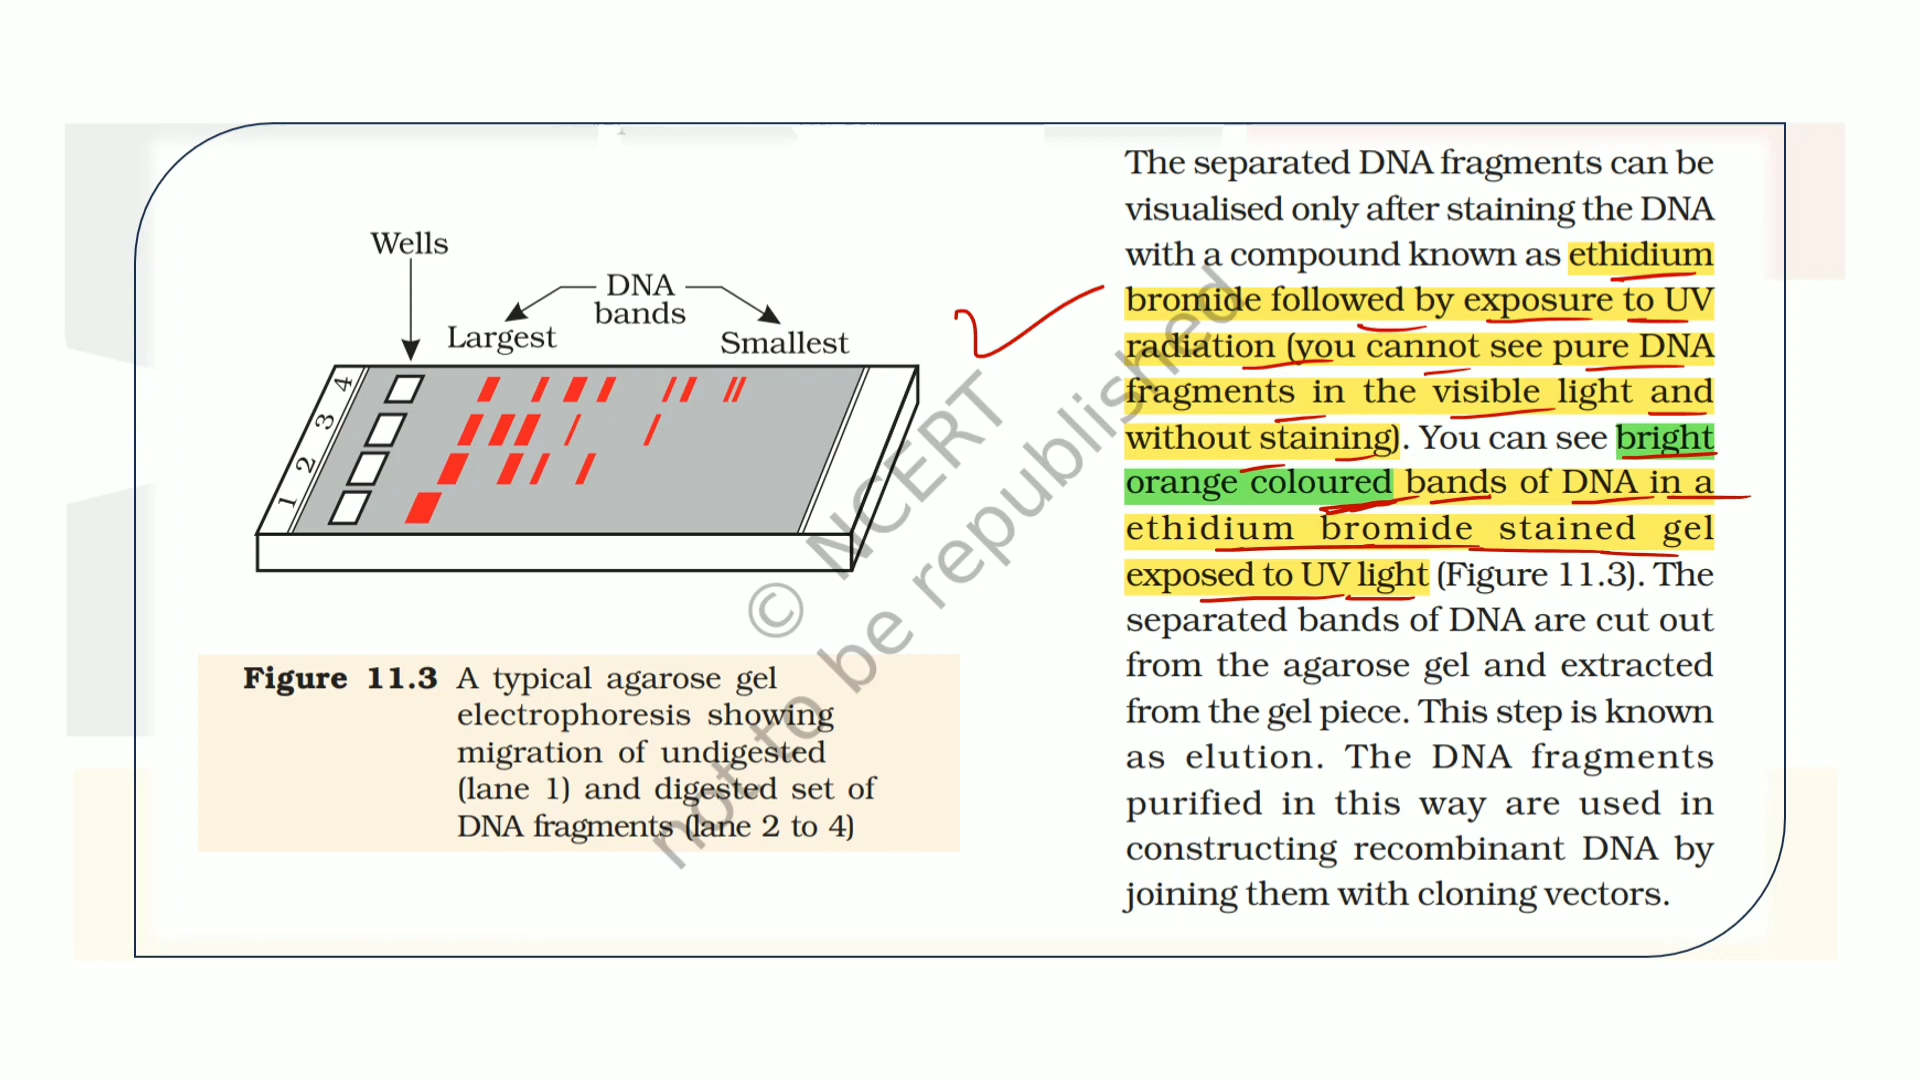 Wells
DNA
bands
Largest
Smallest
4
3
2
1
Figure 11.3 A typical agarose gel
electrophoresis showing
migration of undigested
(lane 1) and digested set of
DNA fragments (lane 2 to 4)
The separated DNA fragments can be
visualised only after staining the DNA
with a compound known as ethidium
bromide followed by exposure to UV
radiation (you cannot see pure DNA
fragments in the visible light and
without staining). You can see bright
orange coloured bands of DNA in a
ethidium bromide stained gel
exposed to UV light (Figure 11.3). The
separated bands of DNA are cut out
from the agarose gel and extracted
from the gel piece. This step is known
as elution. The DNA fragments
purified in this way are used in
constructing recombinant DNA by
joining them with cloning vectors.
© NCERT
not to be republished